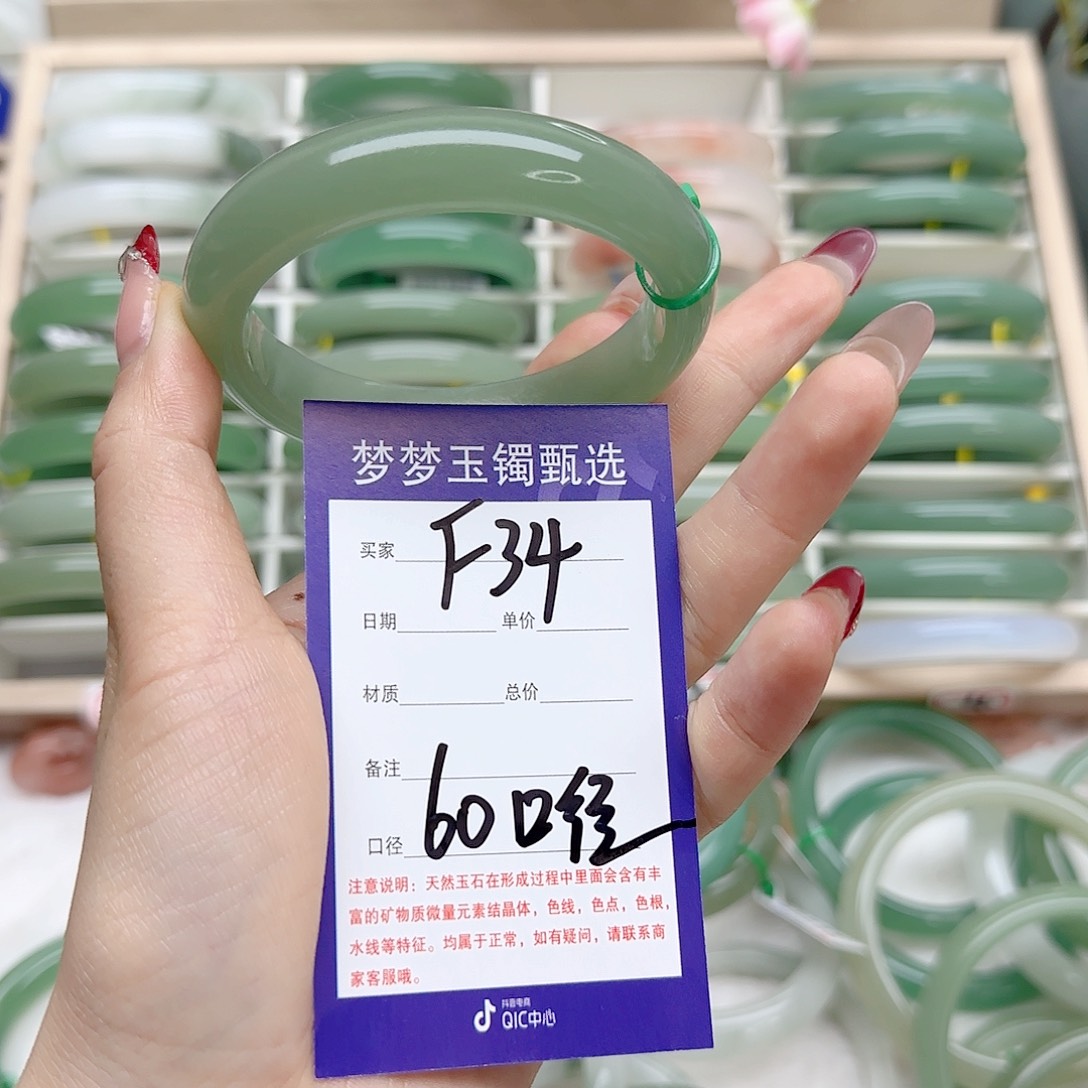 梦梦玉镯甄选
买家 F34
日期 单价
材质 总价
备注
口径 60口径
注意说明：天然玉石在形成过程中里面会含有丰
富的矿物质微量元素结晶体，色线，色点，色根，
水线等特征。均属于正常，如有疑问，请联系商
家客服哦。
抖音电商
QIC中心